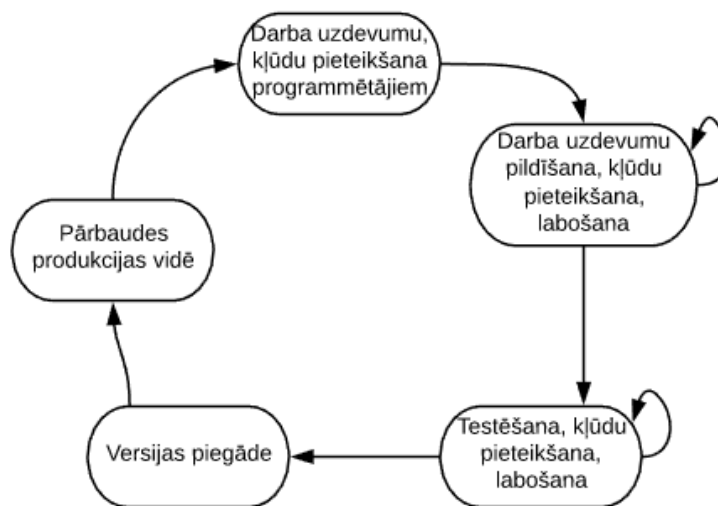 Darba uzdevumu,
kļūdu pieteikšana
programmētājiem
Darba uzdevumu
pildīšana, kļūdu
pieteikšana,
labošana
Testēšana, kļūdu
pieteikšana,
labošana
Versijas piegāde
Pārbaudes
produkcijas vidē